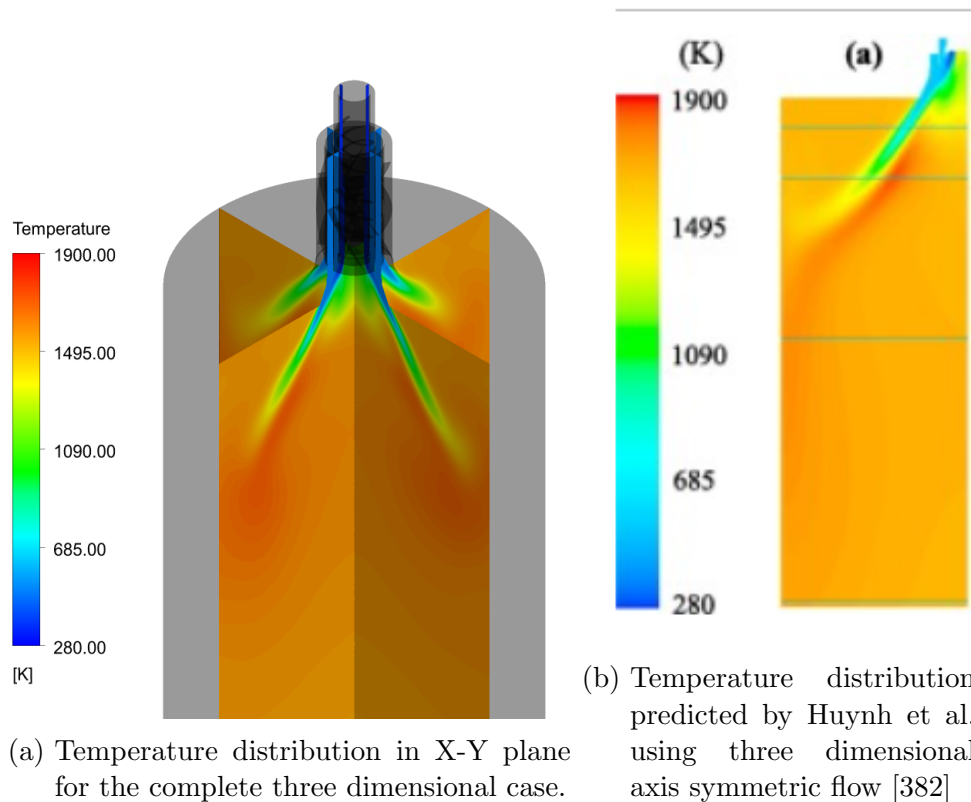 Temperature
1900.00
1495.00
1090.00
685.00
280.00
[K]
(a) Temperature distribution in X-Y plane
for the complete three dimensional case.
(K)
(a)
1900
1495
1090
685
280
(b) Temperature distribution
predicted by Huynh et al.
using three dimensional
axis symmetric flow [382]